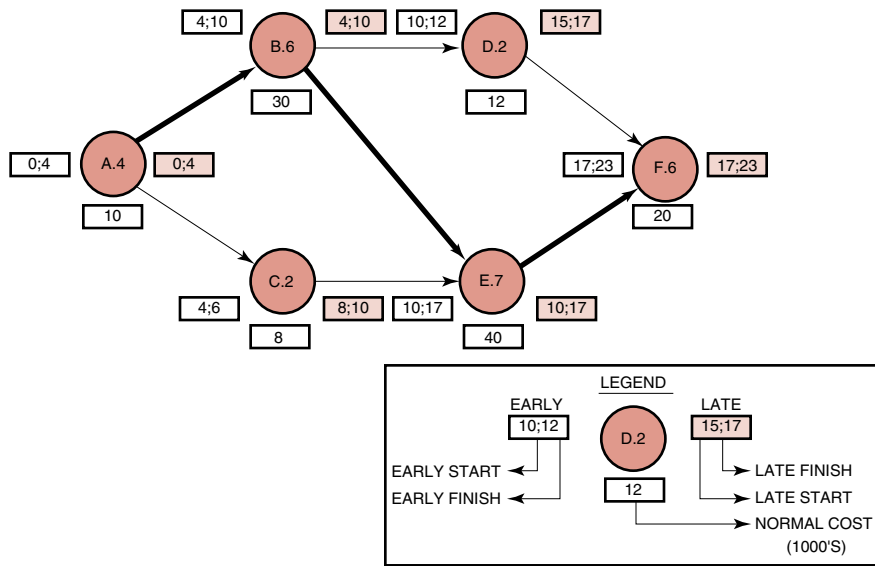 4;10
B.6
4;10
10;12
D.2
15;17
30
12
0;4
A.4
0;4
17;23
F.6
17;23
10
20
C.2
E.7
4;6
8;10
10;17
10;17
8
40
LEGEND
EARLY
LATE
10;12
D.2
15;17
EARLY START
LATE FINISH
EARLY FINISH
12
LATE START
NORMAL COST
(1000'S)